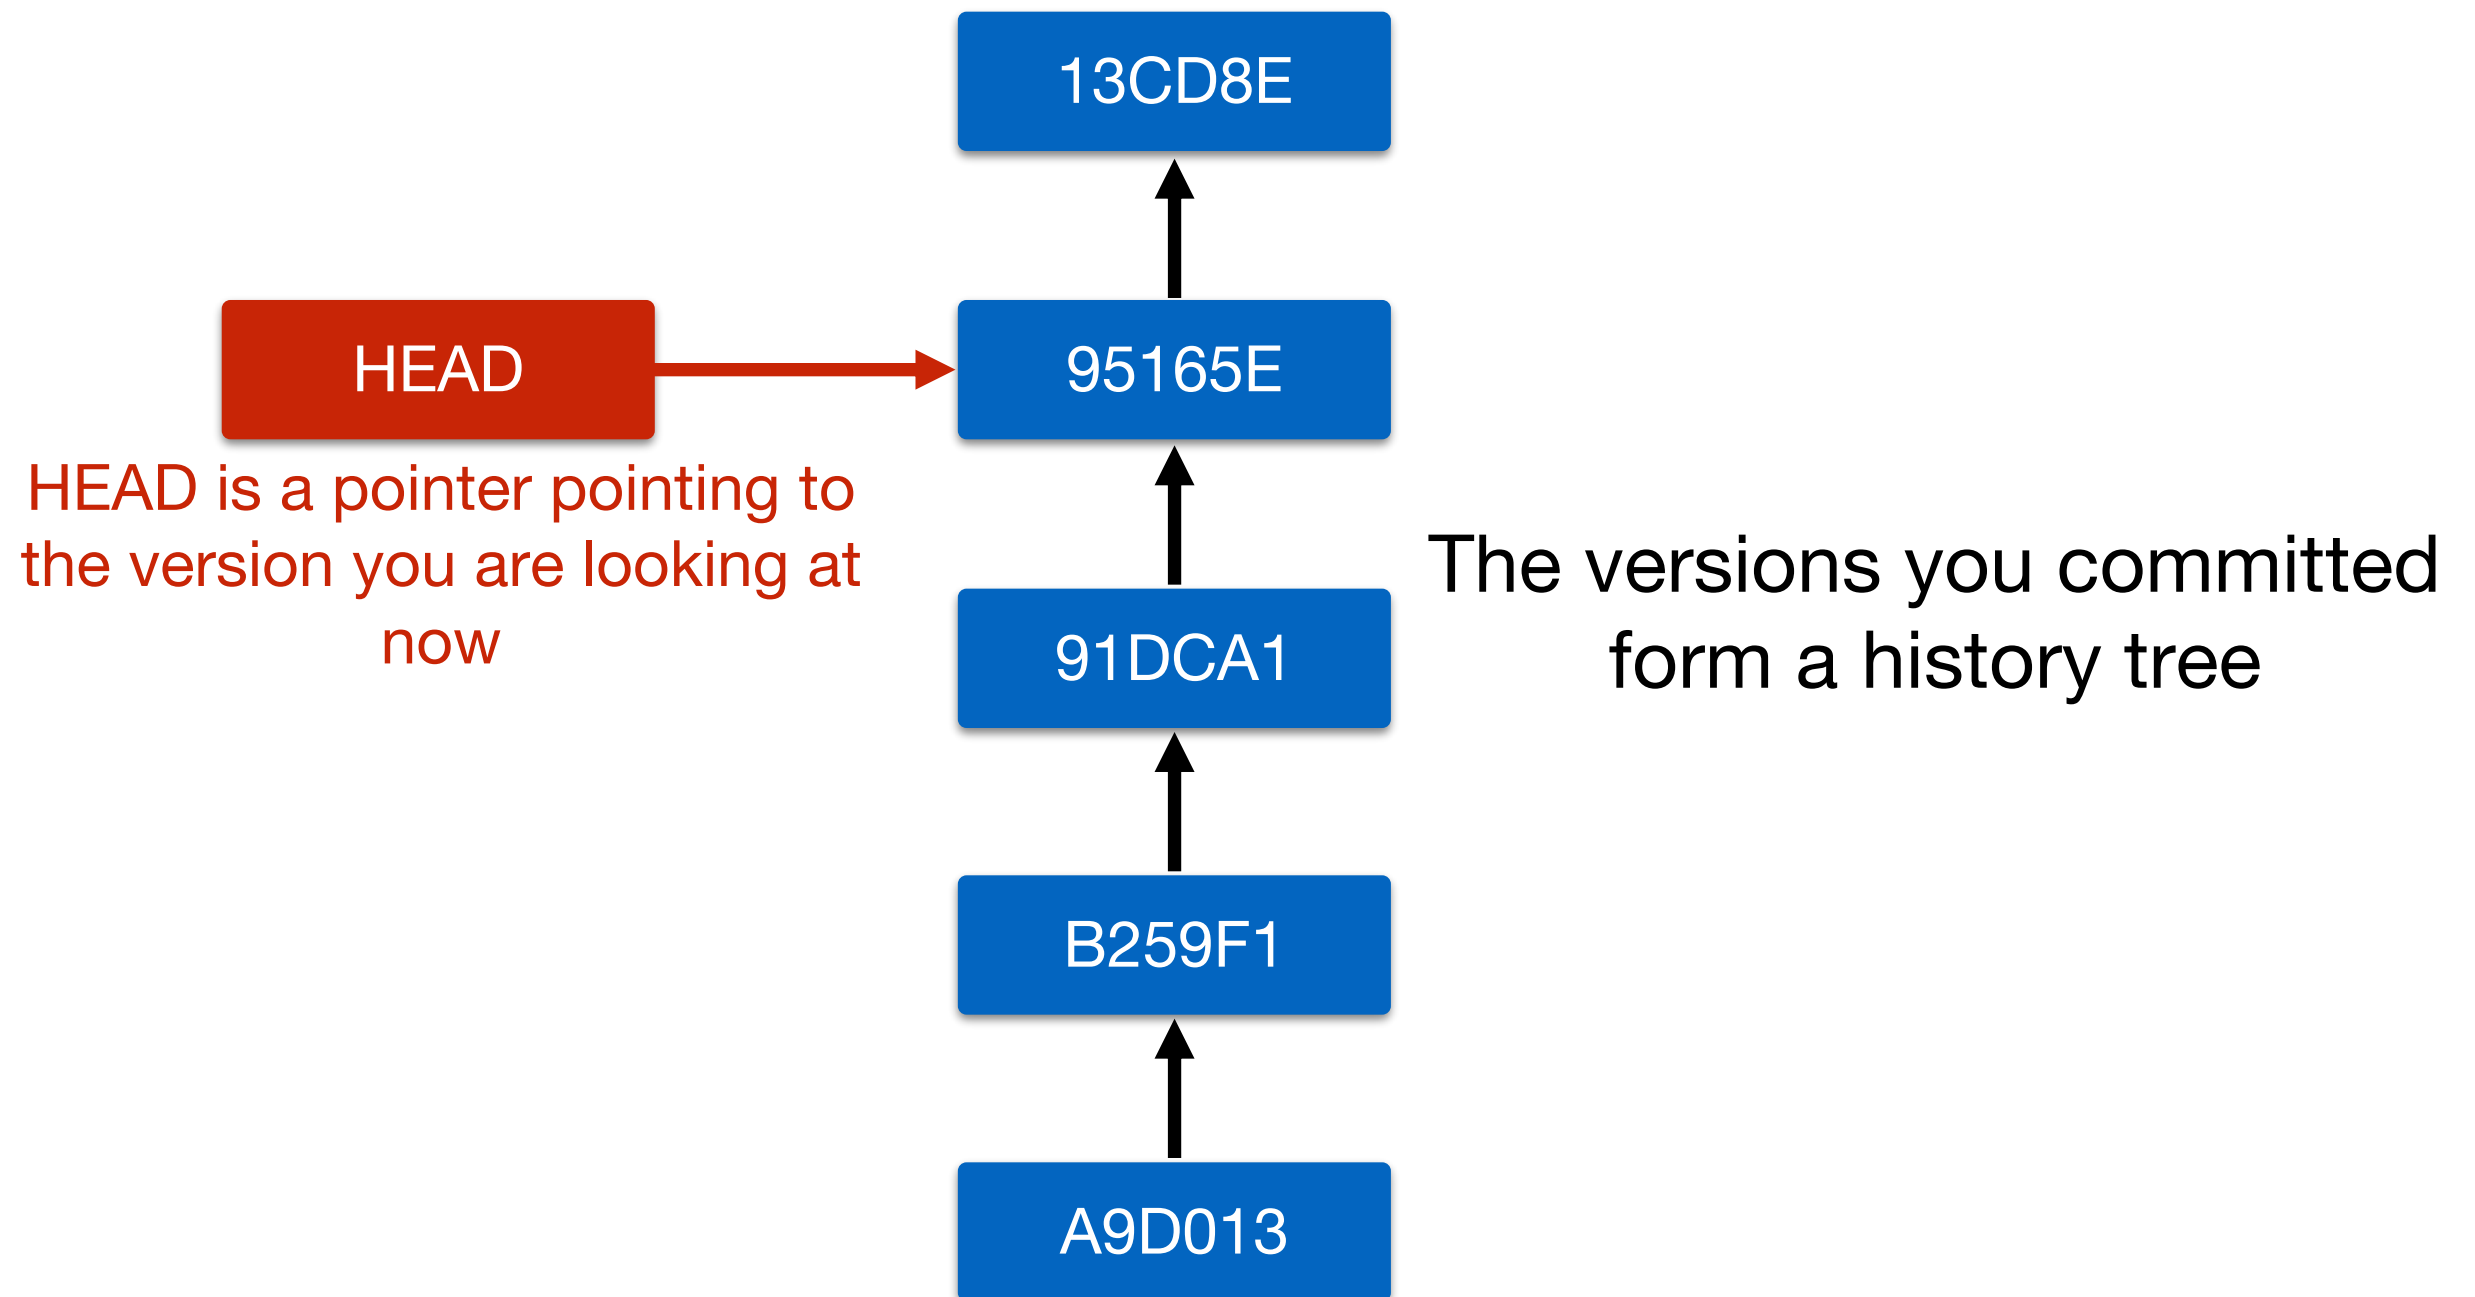 13CD8E
HEAD
95165E
HEAD is a pointer pointing to
the version you are looking at
now
The versions you committed
form a history tree
91DCA1
B259F1
A9D013